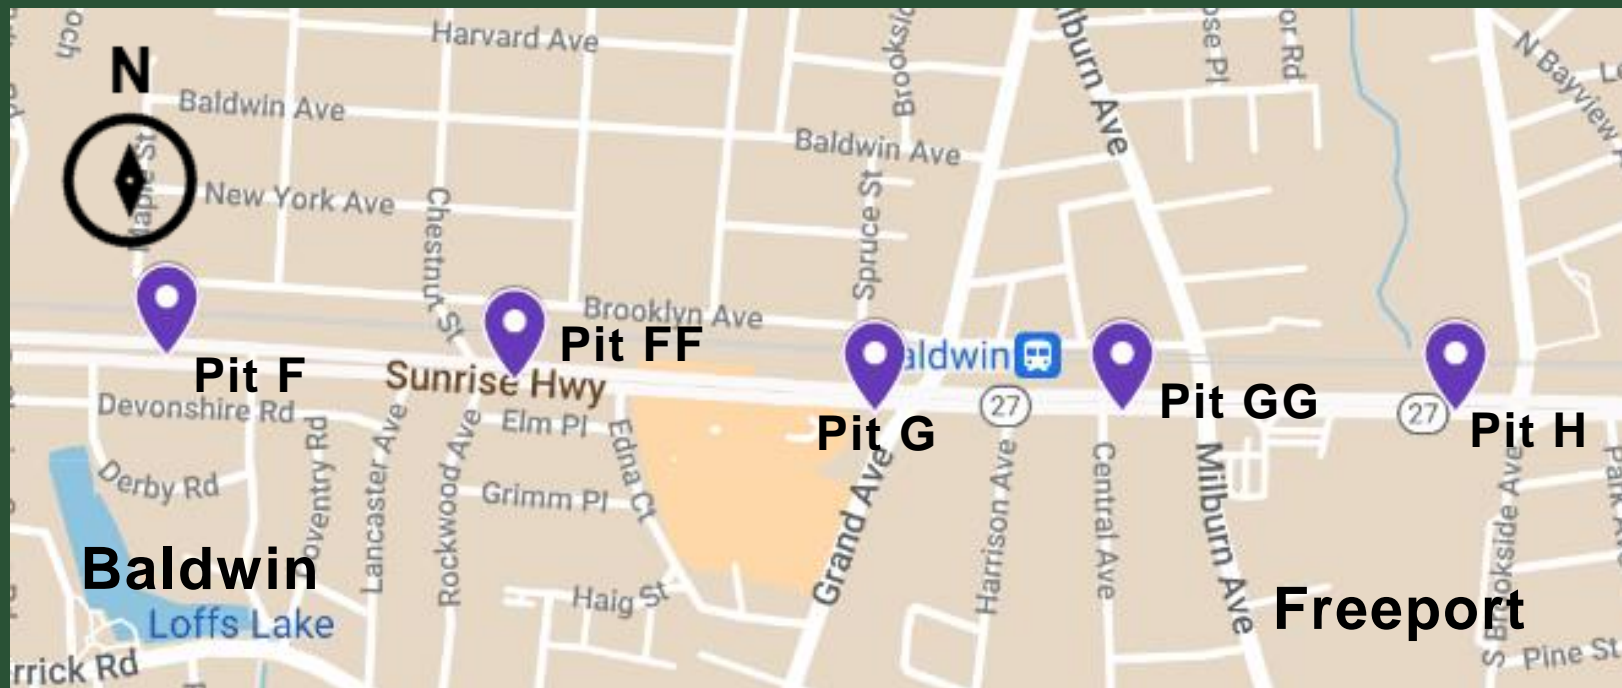 Harvard Ave
N
Baldwin Ave
Baldwin Ave
Maple St
New York Ave
Chestnut St
Spruce St
Milburn Ave
N Bayview
Brooklyn Ave
Pit F
Pit FF
Sunrise Hwy
aldwin
27
Pit G
Pit GG
27
Pit H
Devonshire Rd
Elm Pl
Edna Ct
Derby Rd
Coventry Rd
Lancaster Ave
Rockwood Ave
Grimm Pl
Grand Ave
Harrison Ave
Central Ave
Milburn Ave
S Brookside Ave
Baldwin
Loffs Lake
Haig St
Freeport
rrick Rd
Pine St